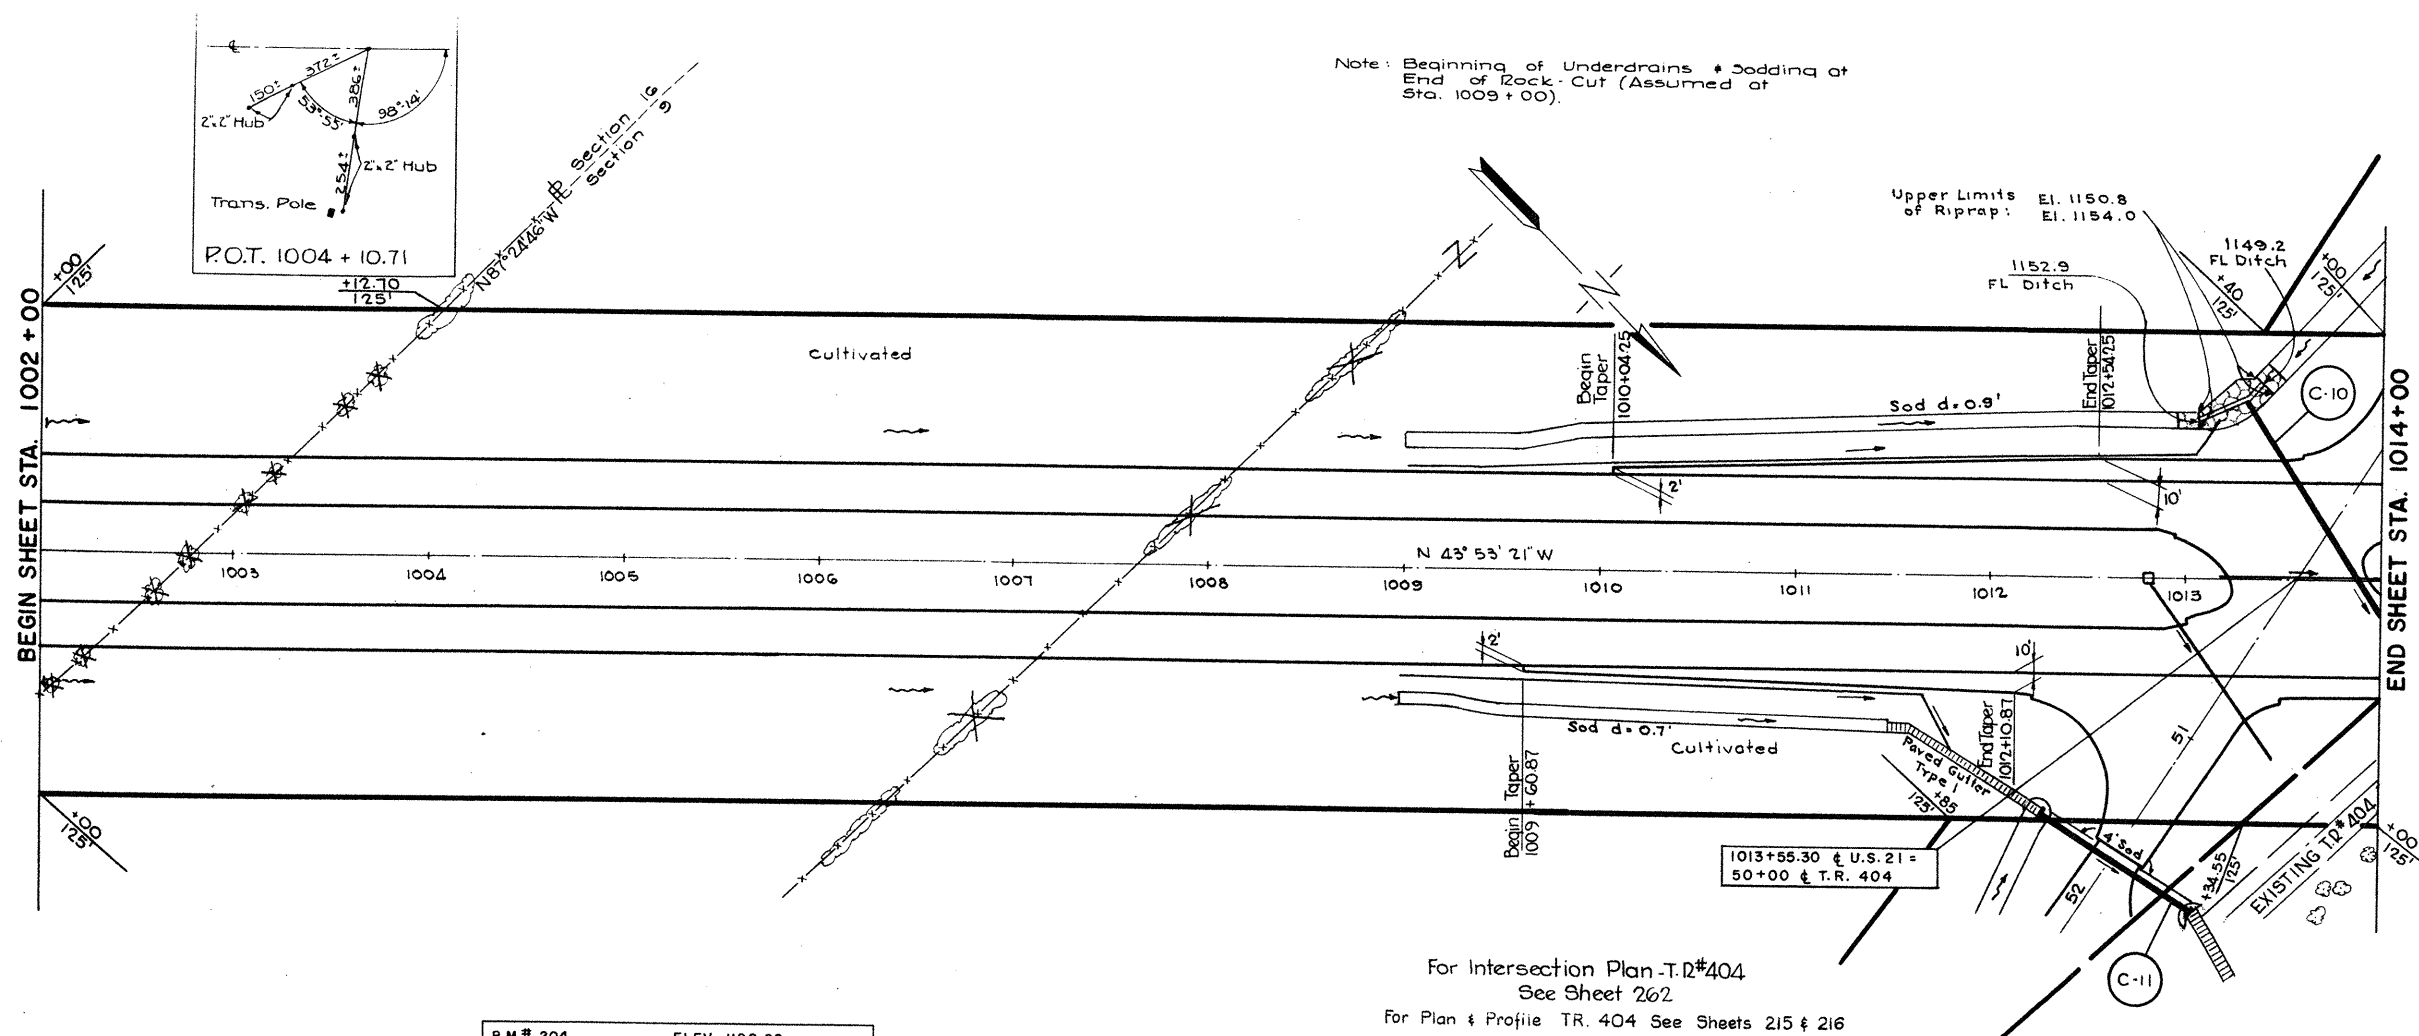 ℄
150±
372±
386±
98°-14'
53°-55'
2"x2" Hub
254±
2"x2" Hub
Trans. Pole
P.O.T. 1004 + 10.71
Section 16
Section 9
℄
N87°24'46"W
Note: Beginning of Underdrains & Sodding at
End of Rock-Cut (Assumed at
Sta. 1009+00).
Upper Limits
of Riprap:
El. 1150.8
El. 1154.0
1149.2
FL Ditch
1152.9
FL Ditch
+00
125'
+40
125'
+00
125'
+12.70
125'
BEGIN SHEET STA. 1002+00
END SHEET STA. 1014+00
Cultivated
N
Begin
Taper
1010+04.25
End Taper
1012+54.25
C-10
Sod d=0.9'
2'
10'
N 43° 53' 21" W
1003
1004
1005
1006
1007
1008
1009
1010
1011
1012
1013
2'
10'
Sod d=0.7'
Cultivated
Paved Gutter
Type 1
+85
125'
Begin Taper
1009+60.87
End Taper
1012+10.87
51
52
4' Sod
+34.55
125'
EXISTING T.R.#404
+00
125'
+00
125'
1013+55.30 ℄ U.S. 21 =
50+00 ℄ T.R. 404
C-11
For Intersection Plan-T.R.#404
See Sheet 262
For Plan & Profile TR. 404 See Sheets 215 & 216